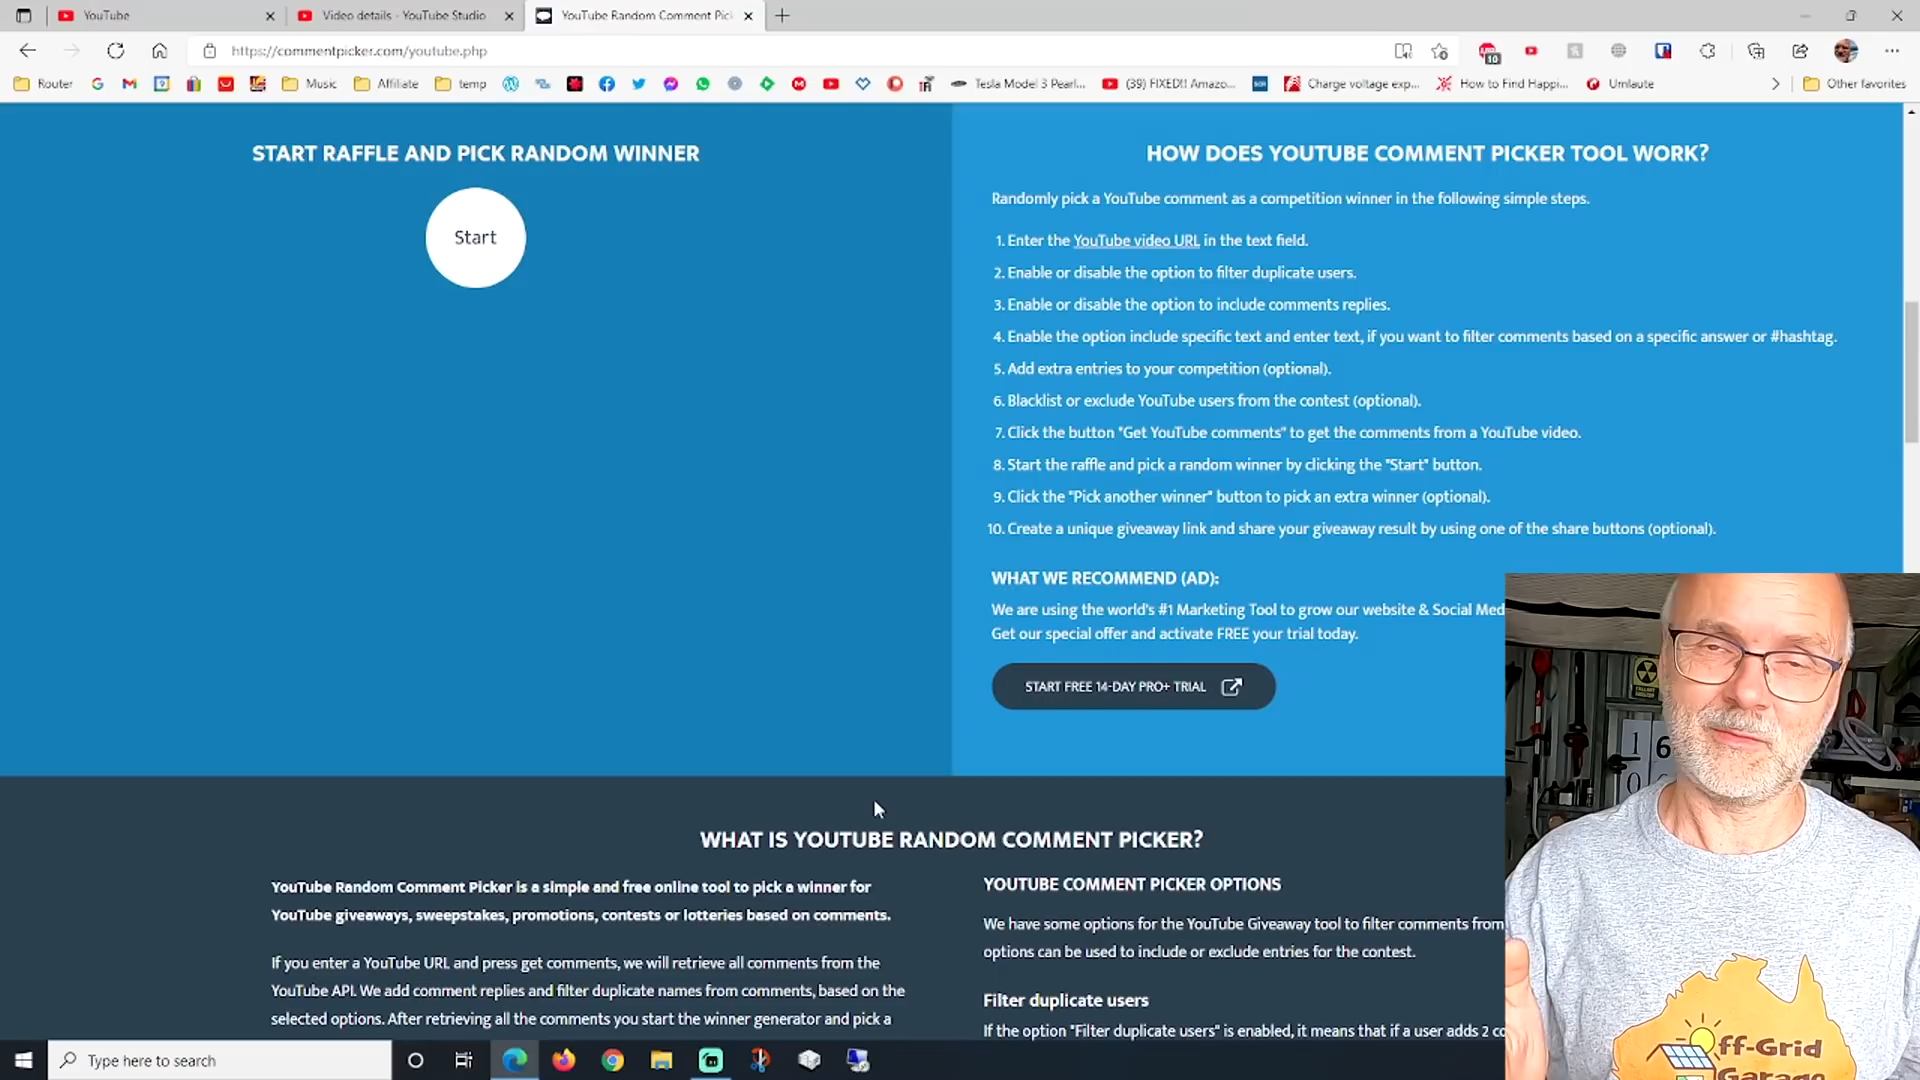 YouTube
Video details - YouTube Studio
YouTube Random Comment Pic
https://commentpicker.com/youtube.php
10
Router
Music
Affiliate
temp
Tesla Model 3 Pearl...
(39) FIXED!! Amazo...
Charge voltage exp...
How to Find Happi...
Umlaute
Other favorites
START RAFFLE AND PICK RANDOM WINNER
Start
HOW DOES YOUTUBE COMMENT PICKER TOOL WORK?
Randomly pick a YouTube comment as a competition winner in the following simple steps.
1. Enter the YouTube video URL in the text field.
2. Enable or disable the option to filter duplicate users.
3. Enable or disable the option to include comments replies.
4. Enable the option include specific text and enter text, if you want to filter comments based on a specific answer or #hashtag.
5. Add extra entries to your competition (optional).
6. Blacklist or exclude YouTube users from the contest (optional).
7. Click the button "Get YouTube comments" to get the comments from a YouTube video.
8. Start the raffle and pick a random winner by clicking the "Start" button.
9. Click the "Pick another winner" button to pick an extra winner (optional).
10. Create a unique giveaway link and share your giveaway result by using one of the share buttons (optional).
WHAT WE RECOMMEND (AD):
We are using the world's #1 Marketing Tool to grow our website & Social Med
Get our special offer and activate FREE your trial today.
START FREE 14-DAY PRO+ TRIAL
WHAT IS YOUTUBE RANDOM COMMENT PICKER?
YouTube Random Comment Picker is a simple and free online tool to pick a winner for
YouTube giveaways, sweepstakes, promotions, contests or lotteries based on comments.
If you enter a YouTube URL and press get comments, we will retrieve all comments from the
YouTube API. We add comment replies and filter duplicate names from comments, based on the
selected options. After retrieving all the comments you start the winner generator and pick a
YOUTUBE COMMENT PICKER OPTIONS
We have some options for the YouTube Giveaway tool to filter comments from
options can be used to include or exclude entries for the contest.
Filter duplicate users
If the option "Filter duplicate users" is enabled, it means that if a user adds 2 co
ff-Grid
Garage
Type here to search